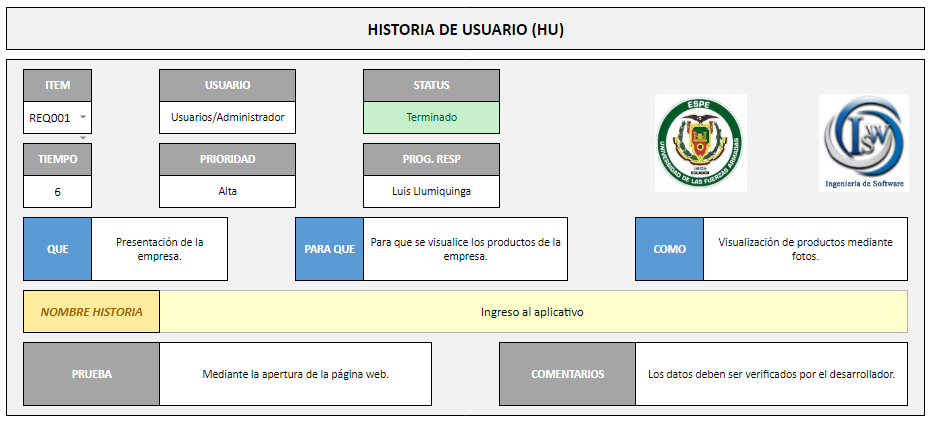 HISTORIA DE USUARIO (HU)
ITEM
USUARIO
STATUS
REQ001
Usuarios/Administrador
Terminado
TIEMPO
PRIORIDAD
PROG. RESP
6
Alta
Luis Llumiquinga
ESPE
UNIVERSIDAD DE LAS FUERZAS ARMADAS
ECUADOR
ISW
Ingeniería de Software
QUE
Presentación de la
empresa.
PARA QUE
Para que se visualice los productos de la
empresa.
COMO
Visualización de productos mediante
fotos.
NOMBRE HISTORIA
Ingreso al aplicativo
PRUEBA
Mediante la apertura de la página web.
COMENTARIOS
Los datos deben ser verificados por el desarrollador.